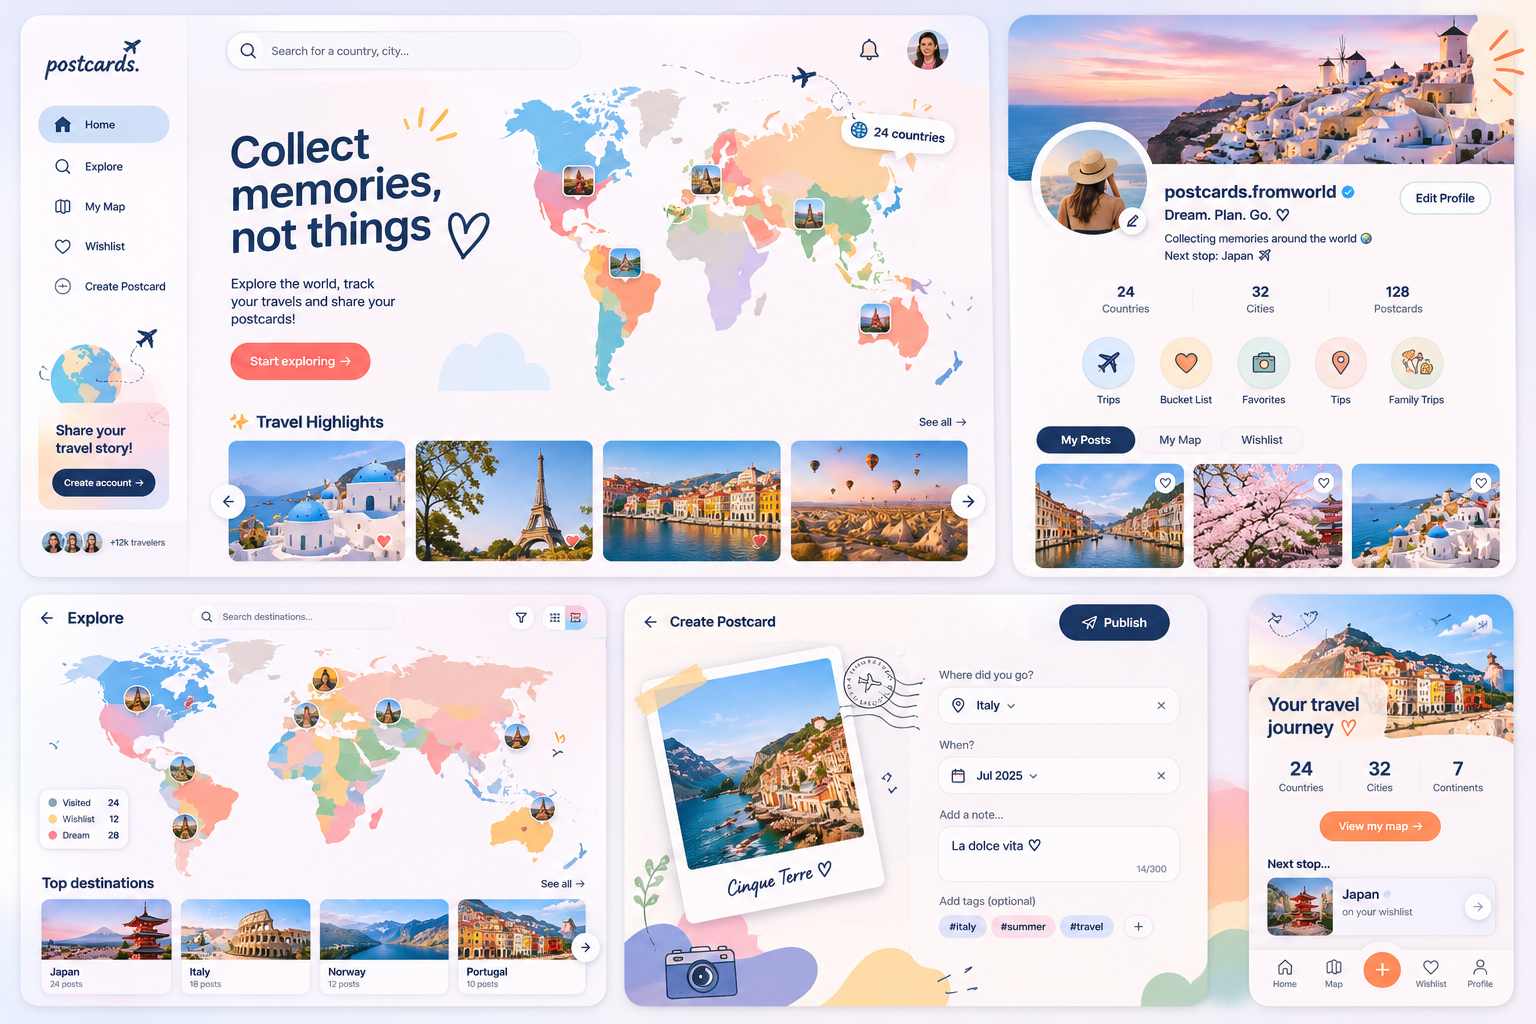 postcards.
Home
Explore
My Map
Wishlist
Create Postcard
Share your
travel story!
Create account →
+12k travelers
Search for a country, city...
Collect
memories,
not things ♡
Explore the world, track
your travels and share your
postcards!
Start exploring →
24 countries
Travel Highlights
See all →
postcards.fromworld
Dream. Plan. Go. ♡
Collecting memories around the world 🌏
Next stop: Japan
Edit Profile
24
Countries
32
Cities
128
Postcards
Trips
Bucket List
Favorites
Tips
Family Trips
My Posts
My Map
Wishlist
← Explore
Search destinations...
Visited 24
Wishlist 12
Dream 28
Top destinations
See all →
Japan
24 posts
Italy
18 posts
Norway
12 posts
Portugal
10 posts
← Create Postcard
Publish
Cinque Terre ♡
Where did you go?
Italy
When?
Jul 2025
Add a note...
La dolce vita ♡
14/300
Add tags (optional)
#italy
#summer
#travel
Your travel
journey ♡
24
Countries
32
Cities
7
Continents
View my map →
Next stop...
Japan
on your wishlist
Home
Map
Wishlist
Profile